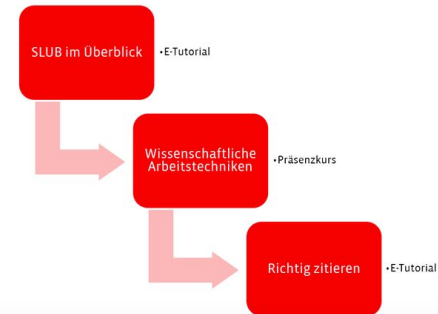 SLUB im Überblick
•E-Tutorial
Wissenschaftliche
Arbeitstechniken
•Präsenzkurs
Richtig zitieren
•E-Tutorial